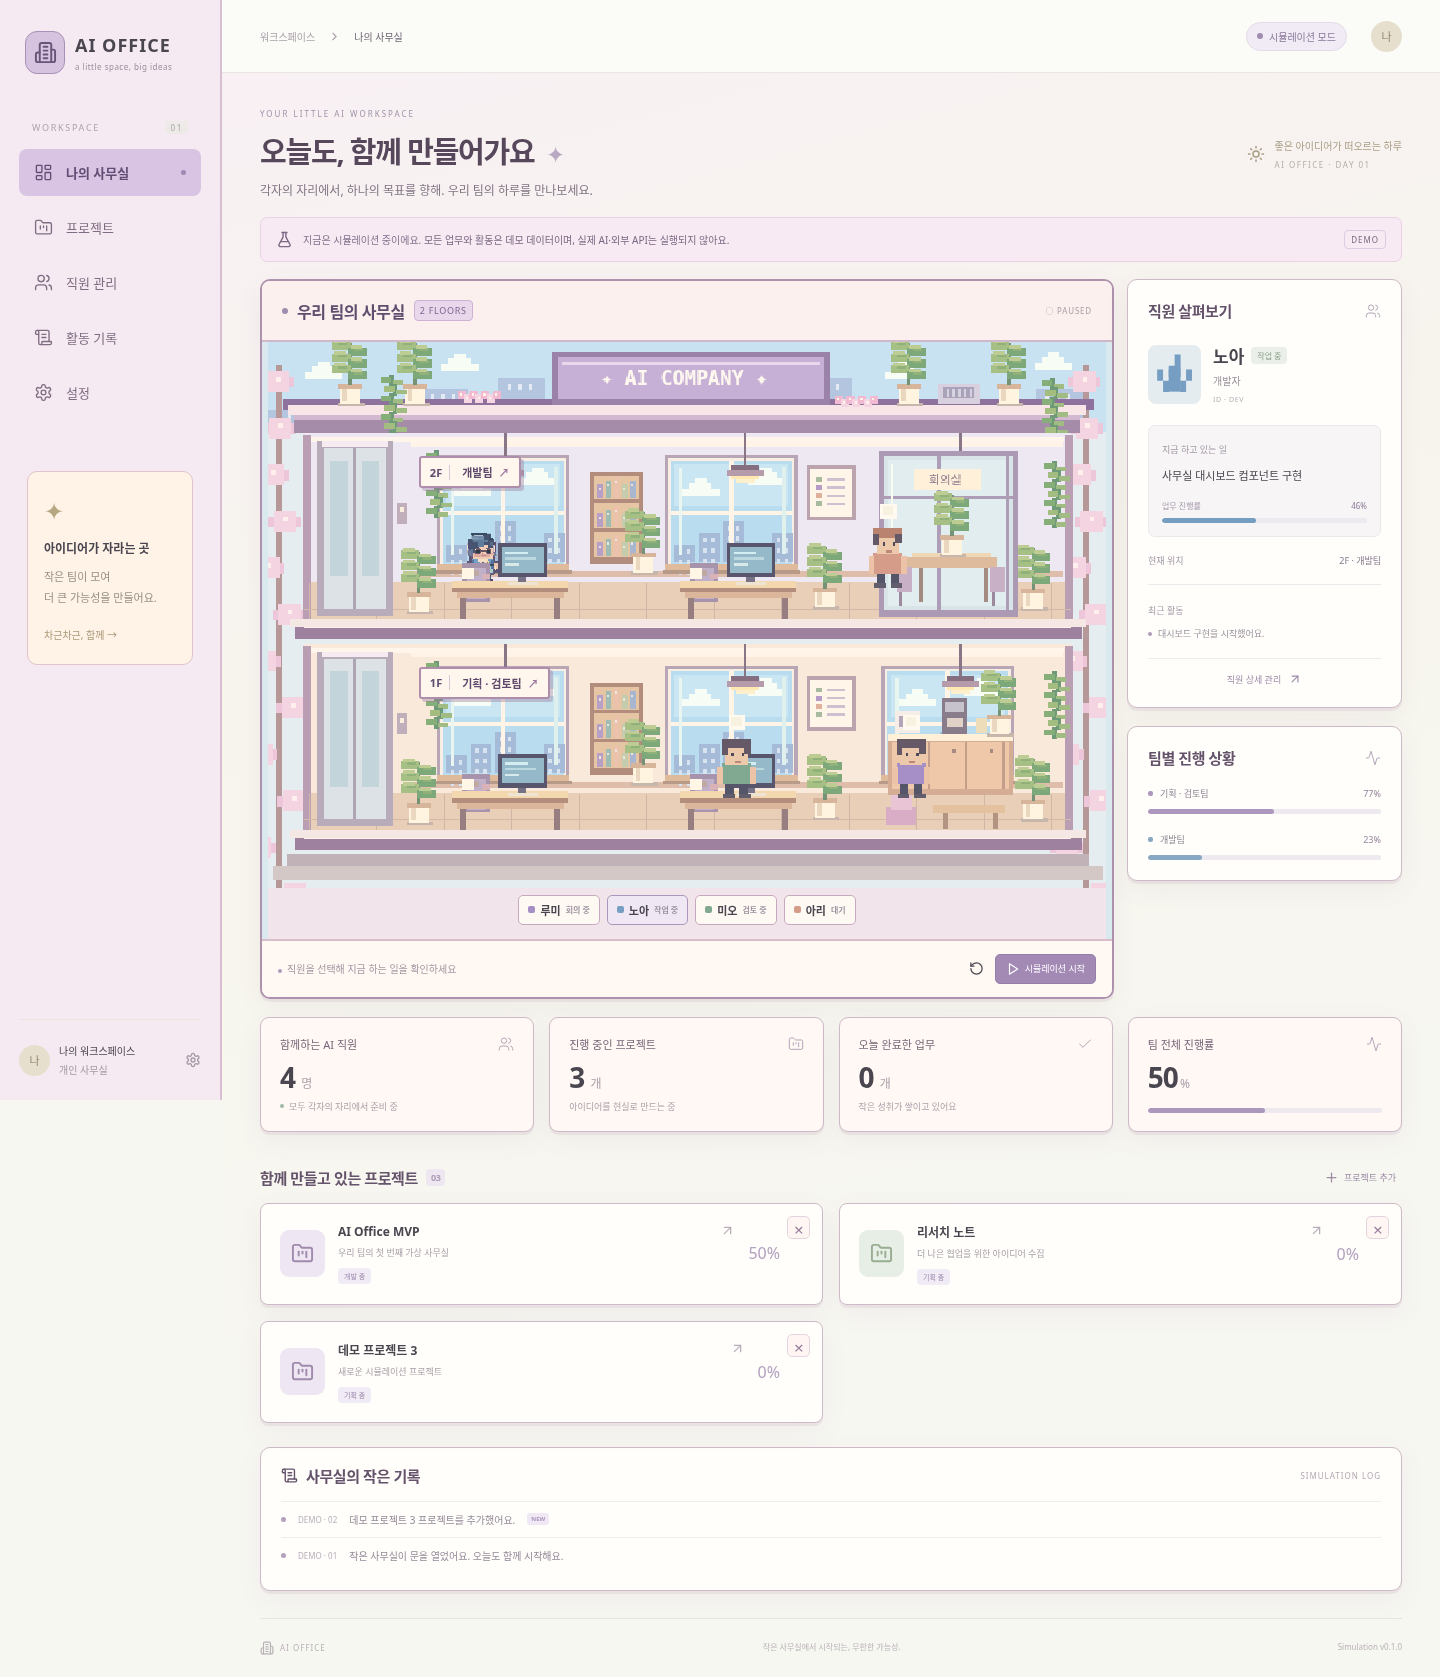 AI OFFICE
a little space, big ideas
WORKSPACE 01
나의 사무실
프로젝트
직원 관리
활동 기록
설정
✦
아이디어가 자라는 곳
작은 팀이 모여
더 큰 가능성을 만들어요.
차근차근, 함께 →
나
나의 워크스페이스
개인 사무실
워크스페이스 > 나의 사무실
시뮬레이션 모드
나
YOUR LITTLE AI WORKSPACE
오늘도, 함께 만들어가요 ✦
각자의 자리에서, 하나의 목표를 향해. 우리 팀의 하루를 만나보세요.
좋은 아이디어가 떠오르는 하루
AI OFFICE · DAY 01
지금은 시뮬레이션 중이에요. 모든 업무와 활동은 데모 데이터이며, 실제 AI·외부 API는 실행되지 않아요.
DEMO
우리 팀의 사무실 2 FLOORS
PAUSED
✦ AI COMPANY ✦
2F 개발팀 ↗
회의실
1F 기획 · 검토팀 ↗
루미 회의 중
노아 작업 중
미오 검토 중
아리 대기
직원을 선택해 지금 하는 일을 확인하세요
시뮬레이션 시작
직원 살펴보기
노아 작업 중
개발자
ID · DEV
지금 하고 있는 일
사무실 대시보드 컴포넌트 구현
업무 진행률 46%
현재 위치 2F · 개발팀
최근 활동
대시보드 구현을 시작했어요.
직원 상세 관리
팀별 진행 상황
기획 · 검토팀 77%
개발팀 23%
함께하는 AI 직원
4 명
모두 각자의 자리에서 준비 중
진행 중인 프로젝트
3 개
아이디어를 현실로 만드는 중
오늘 완료한 업무
0 개
작은 성취가 쌓이고 있어요
팀 전체 진행률
50%
함께 만들고 있는 프로젝트 03
프로젝트 추가
AI Office MVP
우리 팀의 첫 번째 가상 사무실
개발 중
50%
×
리서치 노트
더 나은 협업을 위한 아이디어 수집
기획 중
0%
×
데모 프로젝트 3
새로운 시뮬레이션 프로젝트
기획 중
0%
×
사무실의 작은 기록
SIMULATION LOG
DEMO · 02 데모 프로젝트 3 프로젝트를 추가했어요. NEW
DEMO · 01 작은 사무실이 문을 열었어요. 오늘도 함께 시작해요.
AI OFFICE
작은 사무실에서 시작되는, 무한한 가능성.
Simulation v0.1.0